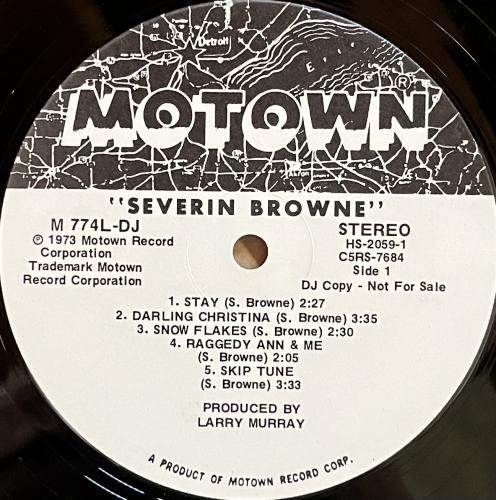 Detroit
ERIE
Akron
MOTOWN®
"SEVERIN BROWNE"
M 774L-DJ
℗ 1973 Motown Record
Corporation
Trademark Motown
Record Corporation
STEREO
HS-2059-1
C5RS-7684
Side 1
DJ Copy - Not For Sale
1. STAY (S. Browne) 2:27
2. DARLING CHRISTINA (S. Browne) 3:35
3. SNOW FLAKES (S. Browne) 2:30
4. RAGGEDY ANN & ME
(S. Browne) 2:05
5. SKIP TUNE
(S. Browne) 3:33
PRODUCED BY
LARRY MURRAY
A PRODUCT OF MOTOWN RECORD CORP.